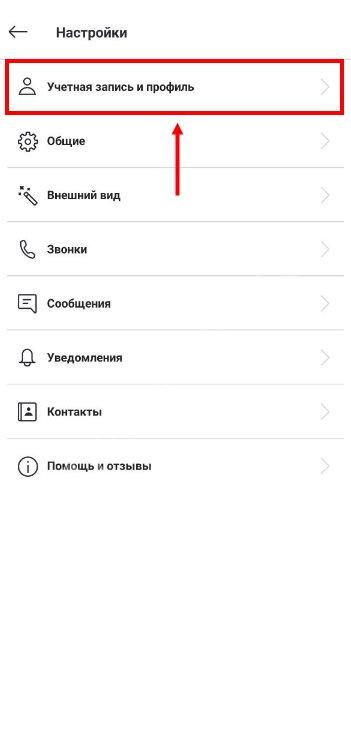 Настройки
Учетная запись и профиль
Общие
Внешний вид
Звонки
Сообщения
Уведомления
Контакты
Помощь и отзывы